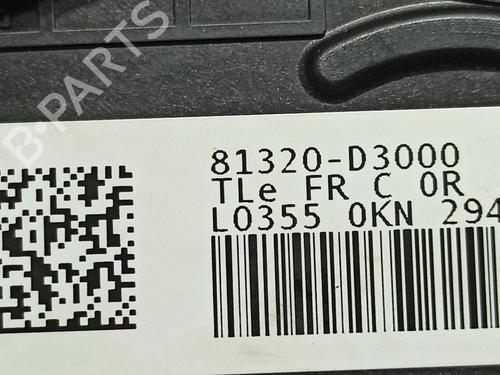 B-PARTS
81320-D3000
TLe FR C 0R
L0355 0KN 294